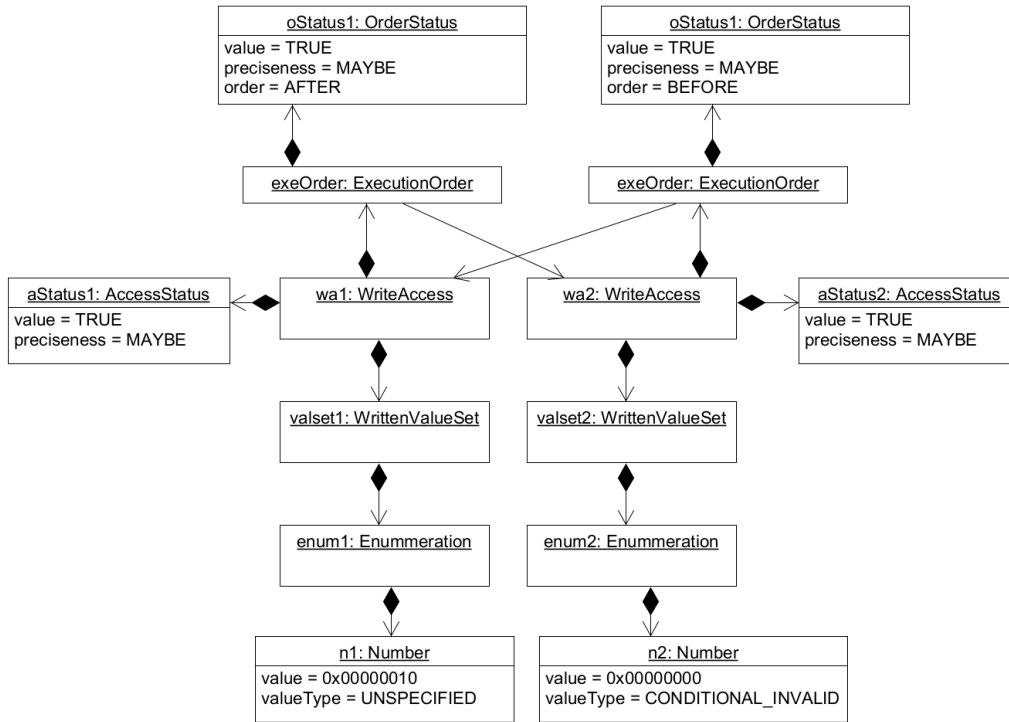 oStatus1: OrderStatus
value = TRUE
preciseness = MAYBE
order = AFTER
oStatus1: OrderStatus
value = TRUE
preciseness = MAYBE
order = BEFORE
exeOrder: ExecutionOrder
exeOrder: ExecutionOrder
aStatus1: AccessStatus
value = TRUE
preciseness = MAYBE
wa1: WriteAccess
wa2: WriteAccess
aStatus2: AccessStatus
value = TRUE
preciseness = MAYBE
valset1: WrittenValueSet
valset2: WrittenValueSet
enum1: Enummeration
enum2: Enummeration
n1: Number
value = 0x00000010
valueType = UNSPECIFIED
n2: Number
value = 0x00000000
valueType = CONDITIONAL_INVALID